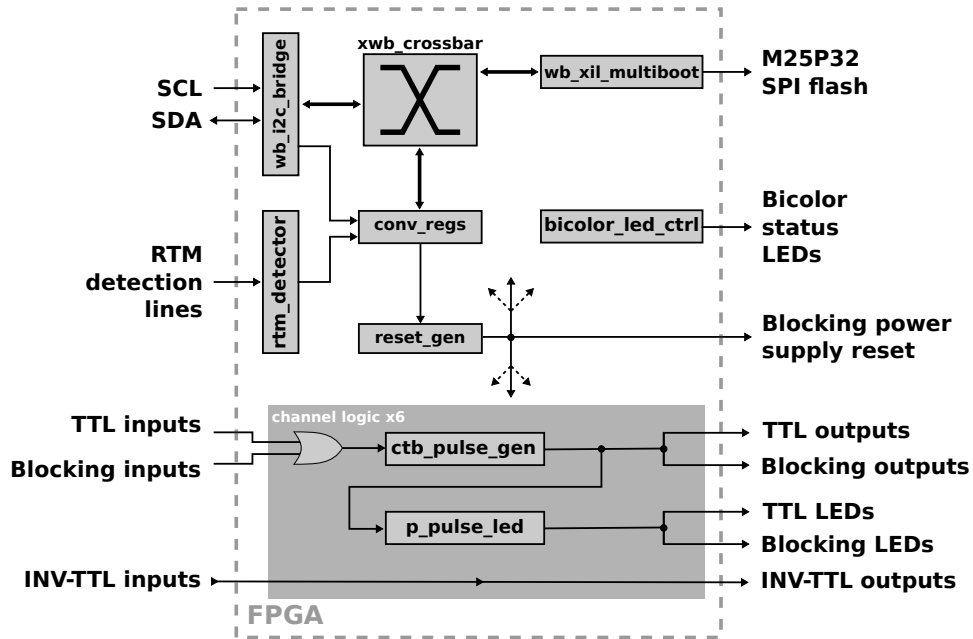 xwb_crossbar
wb_i2c_bridge
wb_xil_multiboot
M25P32
SPI flash
SCL
SDA
conv_regs
bicolor_led_ctrl
Bicolor
status
LEDs
RTM
detection
lines
rtm_detector
reset_gen
Blocking power
supply reset
channel logic x6
TTL inputs
Blocking inputs
ctb_pulse_gen
TTL outputs
Blocking outputs
p_pulse_led
TTL LEDs
Blocking LEDs
INV-TTL inputs
INV-TTL outputs
FPGA